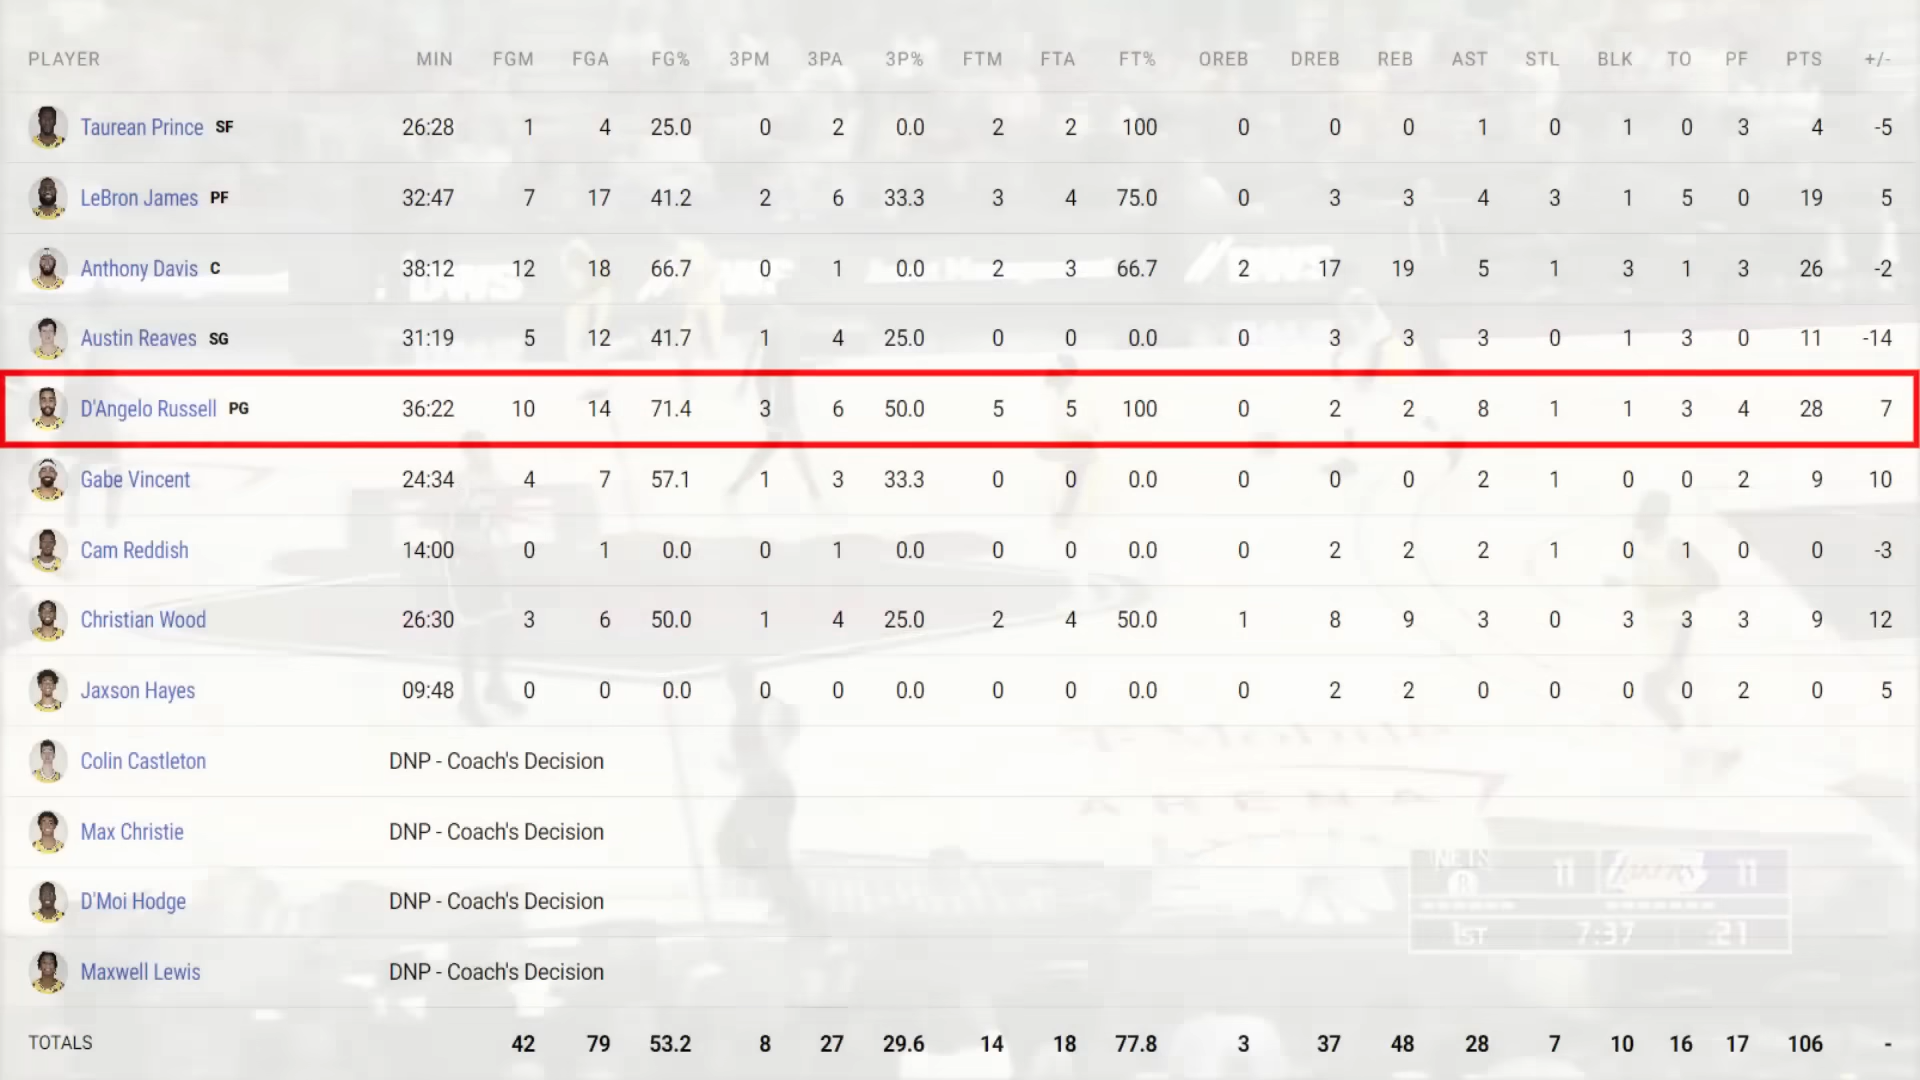 PLAYER MIN FGM FGA FG% 3PM 3PA 3P% FTM FTA FT% OREB DREB REB AST STL BLK TO PF PTS +/-
Taurean Prince SF 26:28 1 4 25.0 0 2 0.0 2 2 100 0 0 0 1 0 1 0 3 4 -5
LeBron James PF 32:47 7 17 41.2 2 6 33.3 3 4 75.0 0 3 3 4 3 1 5 0 19 5
Anthony Davis C 38:12 12 18 66.7 0 1 0.0 2 3 66.7 2 17 19 5 1 3 1 3 26 -2
Austin Reaves SG 31:19 5 12 41.7 1 4 25.0 0 0 0.0 0 3 3 3 0 1 3 0 11 -14
D'Angelo Russell PG 36:22 10 14 71.4 3 6 50.0 5 5 100 0 2 2 8 1 1 3 4 28 7
Gabe Vincent 24:34 4 7 57.1 1 3 33.3 0 0 0.0 0 0 0 2 1 0 0 2 9 10
Cam Reddish 14:00 0 1 0.0 0 1 0.0 0 0 0.0 0 2 2 2 1 0 1 0 0 -3
Christian Wood 26:30 3 6 50.0 1 4 25.0 2 4 50.0 1 8 9 3 0 3 3 3 9 12
Jaxson Hayes 09:48 0 0 0.0 0 0 0.0 0 0 0.0 0 2 2 0 0 0 0 2 0 5
Colin Castleton DNP - Coach's Decision
Max Christie DNP - Coach's Decision
D'Moi Hodge DNP - Coach's Decision
Maxwell Lewis DNP - Coach's Decision
TOTALS 42 79 53.2 8 27 29.6 14 18 77.8 3 37 48 28 7 10 16 17 106 -
NETS 11 LAKERS 11
1ST 7:37 :21